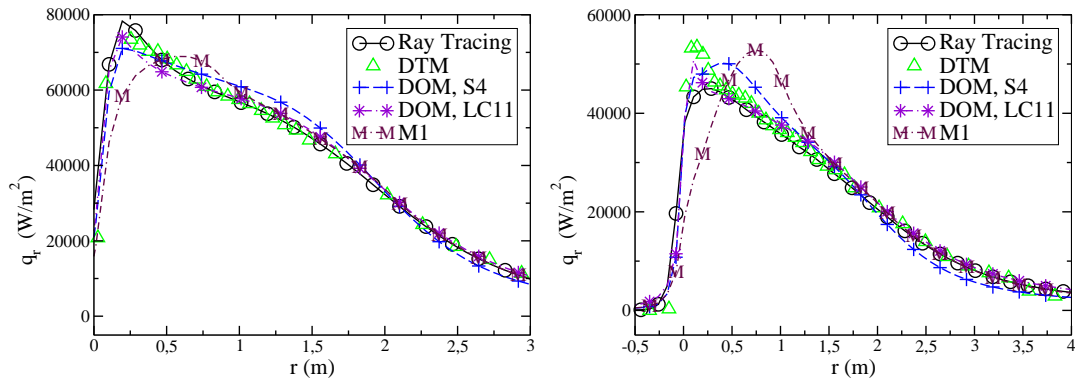 80000
60000
40000
20000
0
q_r (W/m²)
Ray Tracing
DTM
DOM, S4
DOM, LC11
M M1
0 0,5 1 1,5 2 2,5 3
r (m)
60000
40000
20000
0
q_r (W/m²)
Ray Tracing
DTM
DOM, S4
DOM, LC11
M M M1
-0,5 0 0,5 1 1,5 2 2,5 3 3,5 4
r (m)